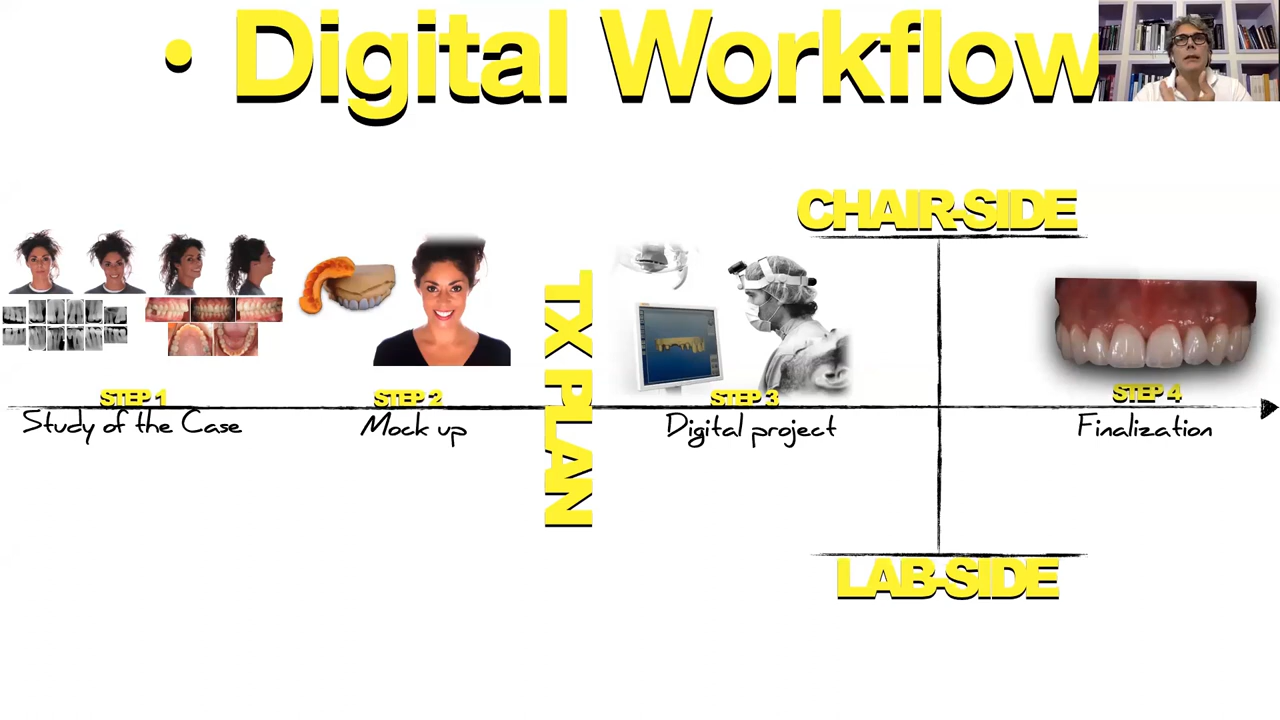 • Digital Workflow
CHAIR-SIDE
TX PLAN
STEP 1
Study of the Case
STEP 2
Mock up
STEP 3
Digital project
STEP 4
Finalization
LAB-SIDE